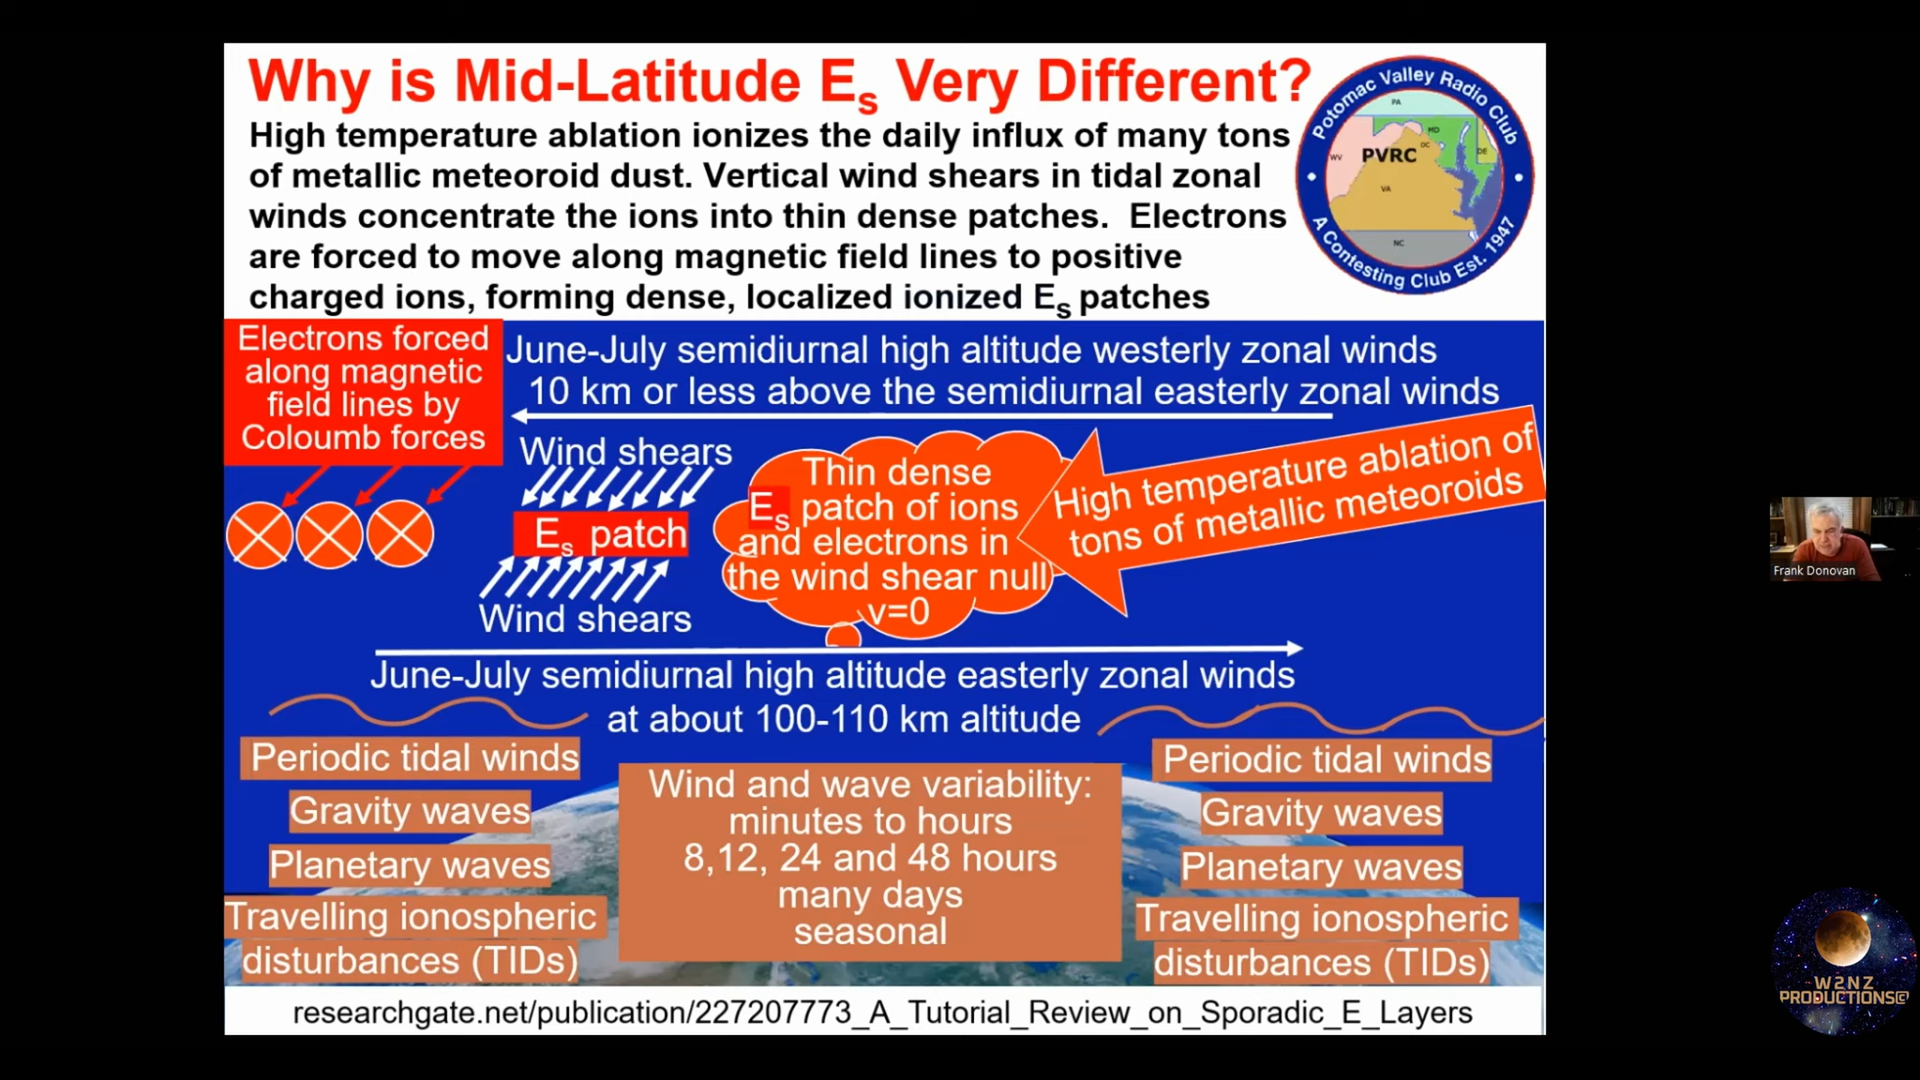 Why is Mid-Latitude Es Very Different?
High temperature ablation ionizes the daily influx of many tons
of metallic meteoroid dust. Vertical wind shears in tidal zonal
winds concentrate the ions into thin dense patches. Electrons
are forced to move along magnetic field lines to positive
charged ions, forming dense, localized ionized Es patches
Potomac Valley Radio Club
PA
MD
DC
DE
WV
PVRC
VA
NC
A Contesting Club Est. 1947
Electrons forced
along magnetic
field lines by
Coloumb forces
June-July semidiurnal high altitude westerly zonal winds
10 km or less above the semidiurnal easterly zonal winds
Wind shears
Es patch
Wind shears
Thin dense
Es patch of ions
and electrons in
the wind shear null
v=0
High temperature ablation of
tons of metallic meteoroids
June-July semidiurnal high altitude easterly zonal winds
at about 100-110 km altitude
Periodic tidal winds
Gravity waves
Planetary waves
Travelling ionospheric
disturbances (TIDs)
Wind and wave variability:
minutes to hours
8,12, 24 and 48 hours
many days
seasonal
Periodic tidal winds
Gravity waves
Planetary waves
Travelling ionospheric
disturbances (TIDs)
researchgate.net/publication/227207773_A_Tutorial_Review_on_Sporadic_E_Layers
Frank Donovan
W2NZ
PRODUCTIONS©